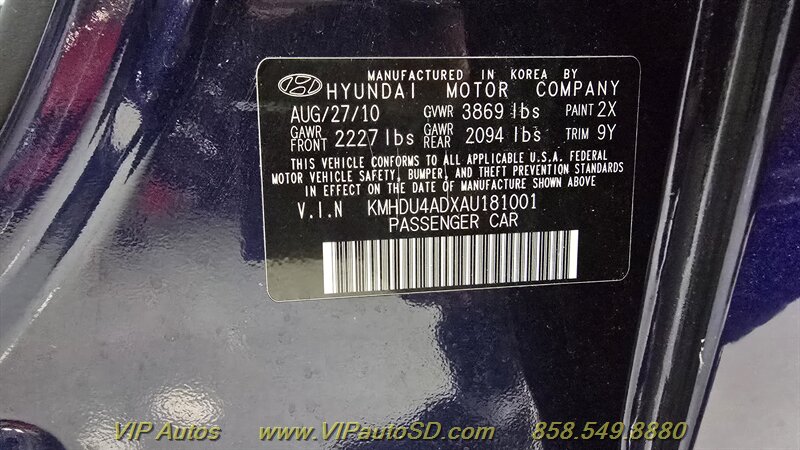 MANUFACTURED IN KOREA BY
HYUNDAI MOTOR COMPANY
AUG/27/10 GVWR 3869 lbs PAINT 2X
GAWR FRONT 2227 lbs GAWR REAR 2094 lbs TRIM 9Y
THIS VEHICLE CONFORMS TO ALL APPLICABLE U.S.A. FEDERAL
MOTOR VEHICLE SAFETY, BUMPER, AND THEFT PREVENTION STANDARDS
IN EFFECT ON THE DATE OF MANUFACTURE SHOWN ABOVE
V.I.N KMHDU4ADXAU181001
PASSENGER CAR
VIP Autos www.VIPautoSD.com 858.549.8880